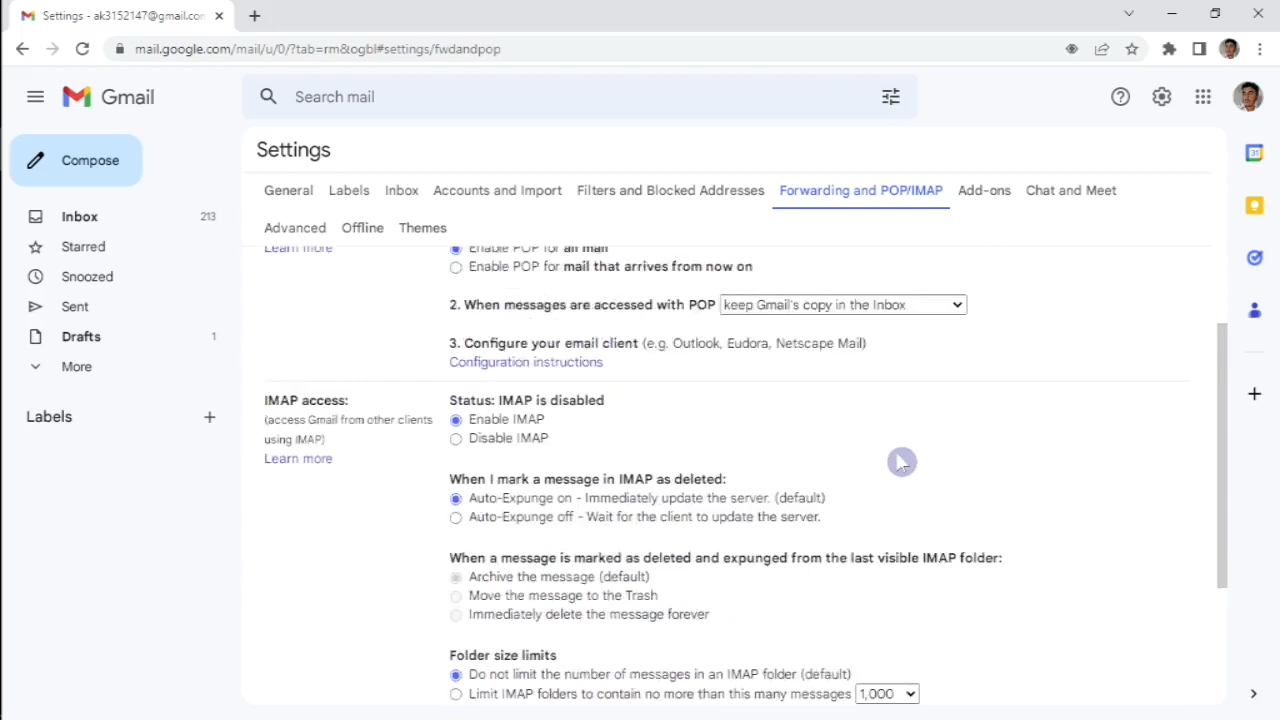 Settings - ak3152147@gmail.con
mail.google.com/mail/u/0/?tab=rm&ogbl#settings/fwdandpop
Gmail
Search mail
Compose
Settings
General Labels Inbox Accounts and Import Filters and Blocked Addresses Forwarding and POP/IMAP Add-ons Chat and Meet
Advanced Offline Themes
Inbox 213
Starred
Snoozed
Sent
Drafts 1
More
Labels
Learn more
Enable POP for all mail
Enable POP for mail that arrives from now on
2. When messages are accessed with POP keep Gmail's copy in the Inbox
3. Configure your email client (e.g. Outlook, Eudora, Netscape Mail)
Configuration instructions
IMAP access:
(access Gmail from other clients
using IMAP)
Learn more
Status: IMAP is disabled
Enable IMAP
Disable IMAP
When I mark a message in IMAP as deleted:
Auto-Expunge on - Immediately update the server. (default)
Auto-Expunge off - Wait for the client to update the server.
When a message is marked as deleted and expunged from the last visible IMAP folder:
Archive the message (default)
Move the message to the Trash
Immediately delete the message forever
Folder size limits
Do not limit the number of messages in an IMAP folder (default)
Limit IMAP folders to contain no more than this many messages 1,000
31